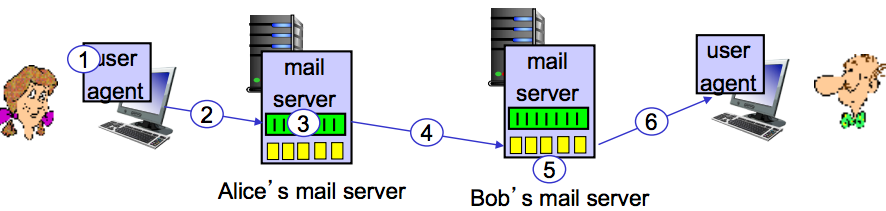 1
user
agent
2
mail
server
3
Alice's mail server
4
mail
server
5
Bob's mail server
6
user
agent